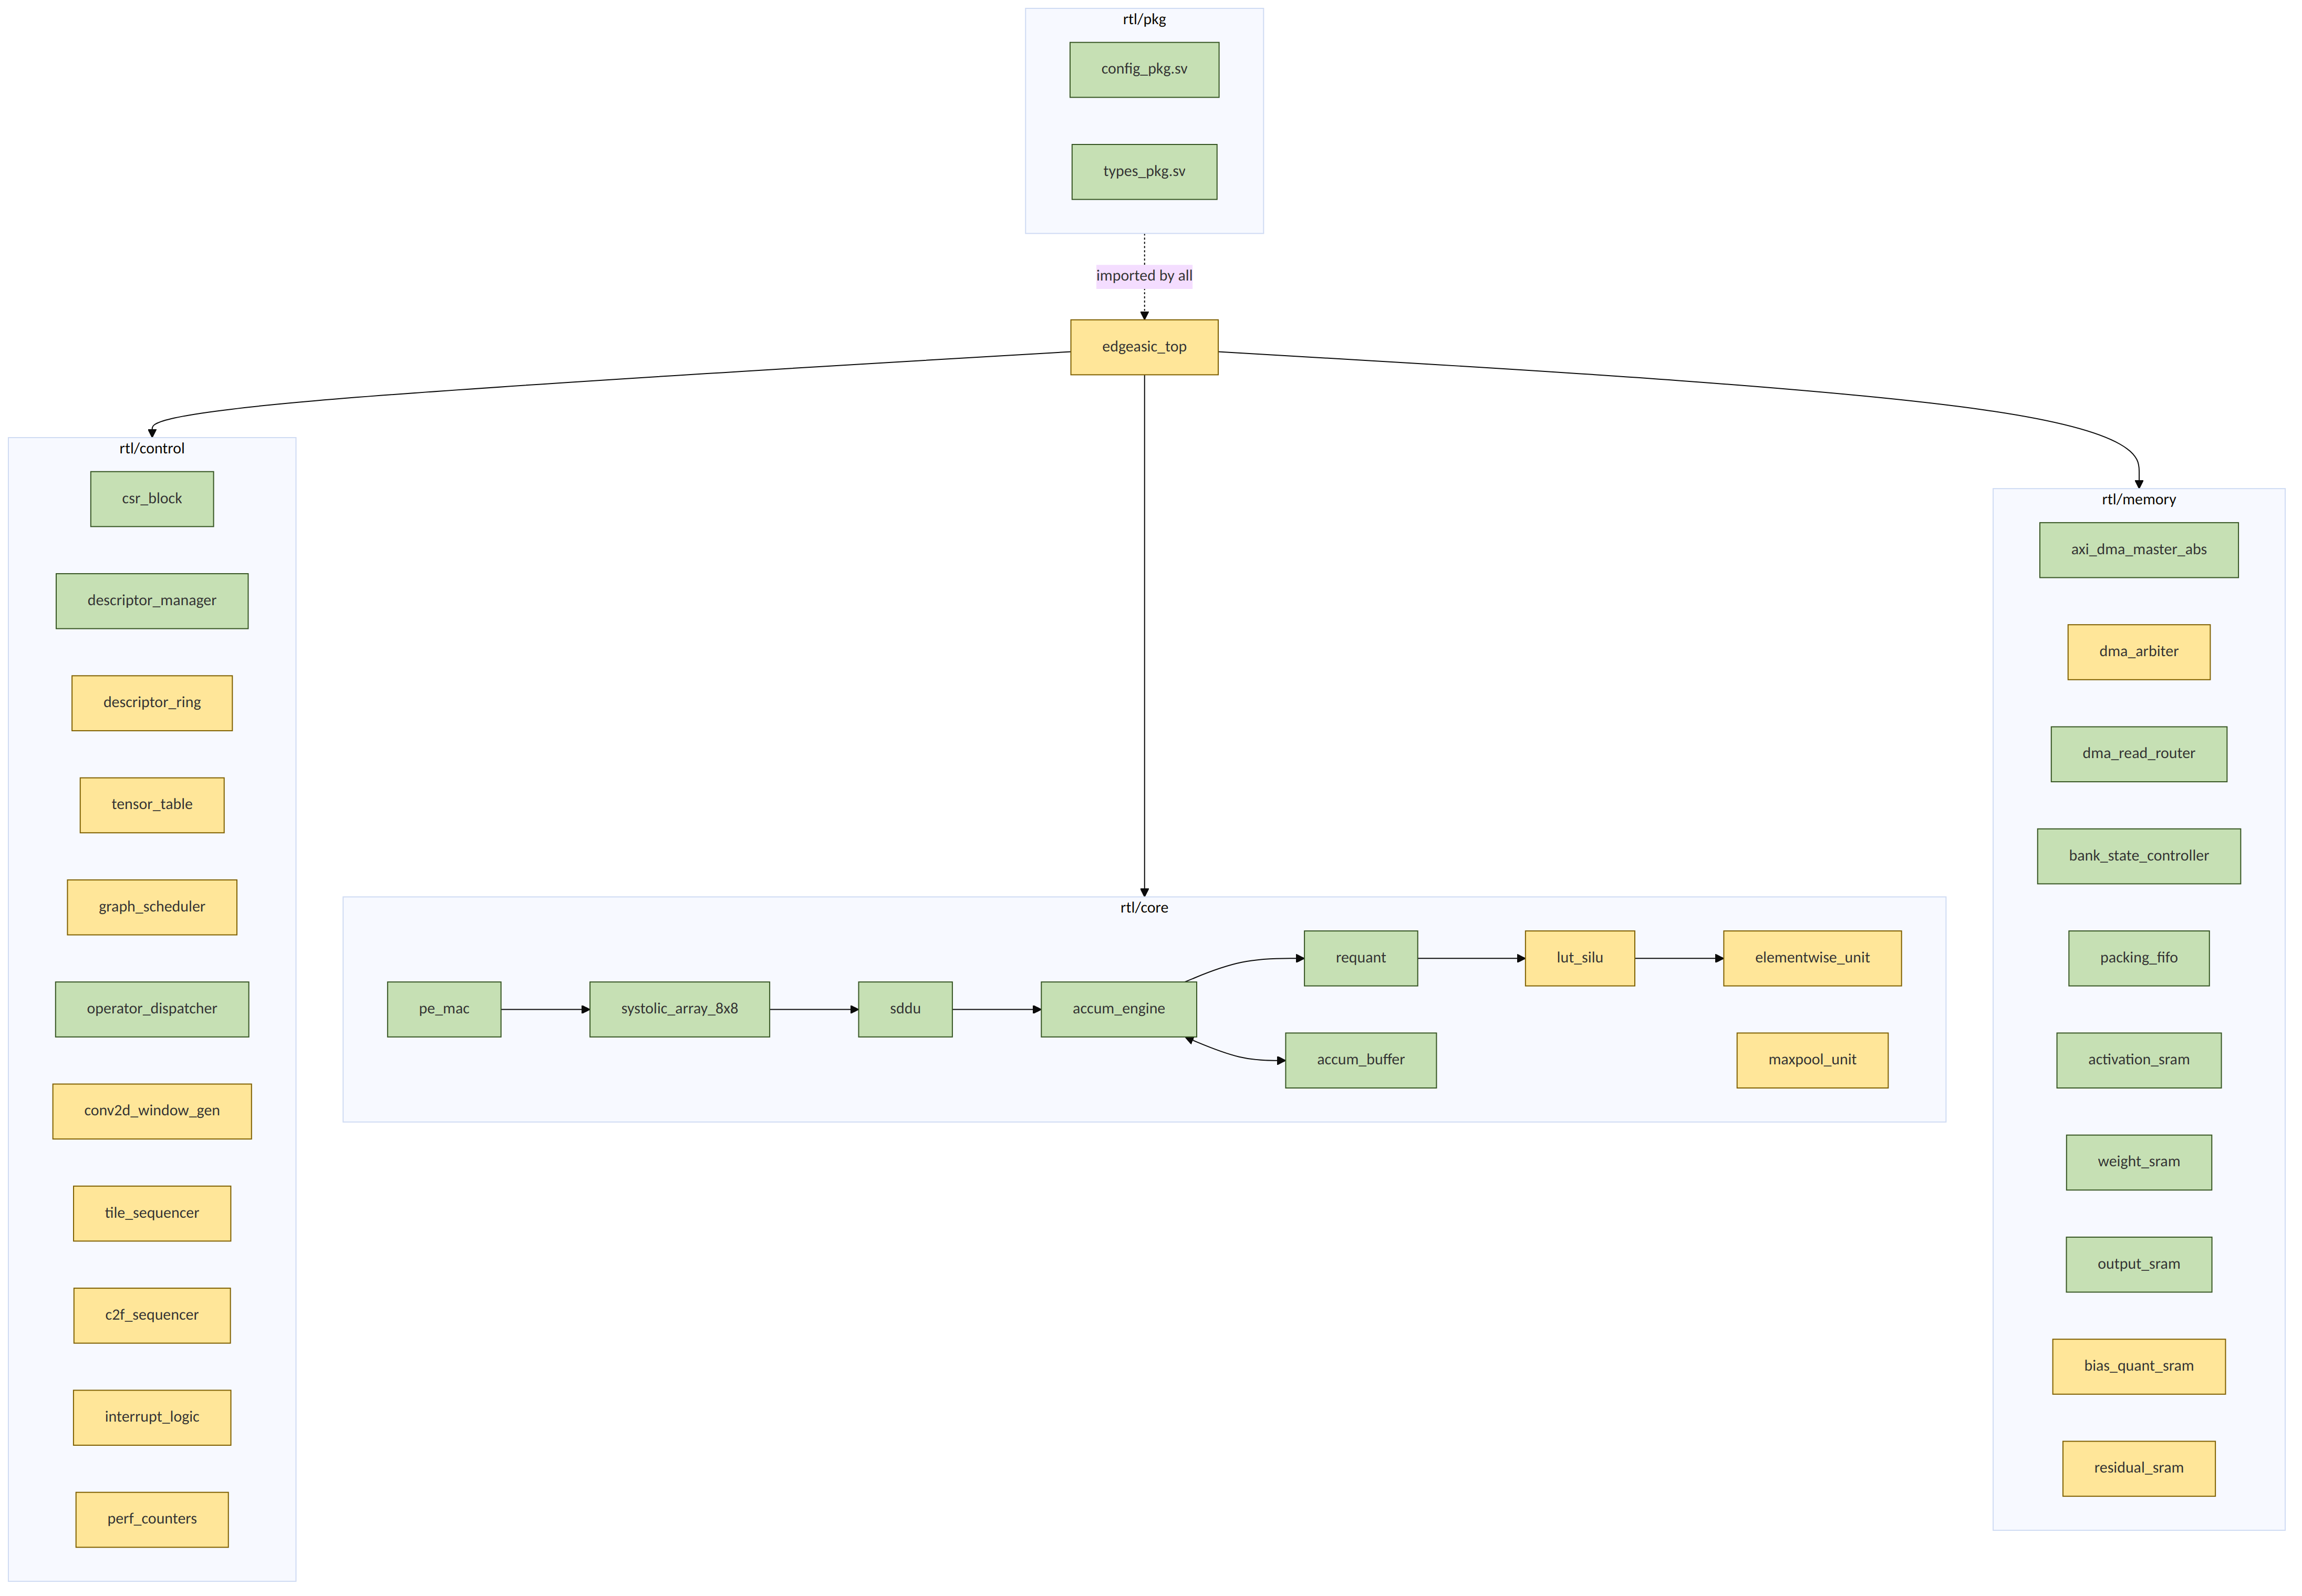 rtl/pkg
config_pkg.sv
types_pkg.sv
imported by all
edgeasic_top
rtl/control
csr_block
descriptor_manager
descriptor_ring
tensor_table
graph_scheduler
operator_dispatcher
conv2d_window_gen
tile_sequencer
c2f_sequencer
interrupt_logic
perf_counters
rtl/core
pe_mac
systolic_array_8x8
sddu
accum_engine
requant
lut_silu
elementwise_unit
accum_buffer
maxpool_unit
rtl/memory
axi_dma_master_abs
dma_arbiter
dma_read_router
bank_state_controller
packing_fifo
activation_sram
weight_sram
output_sram
bias_quant_sram
residual_sram